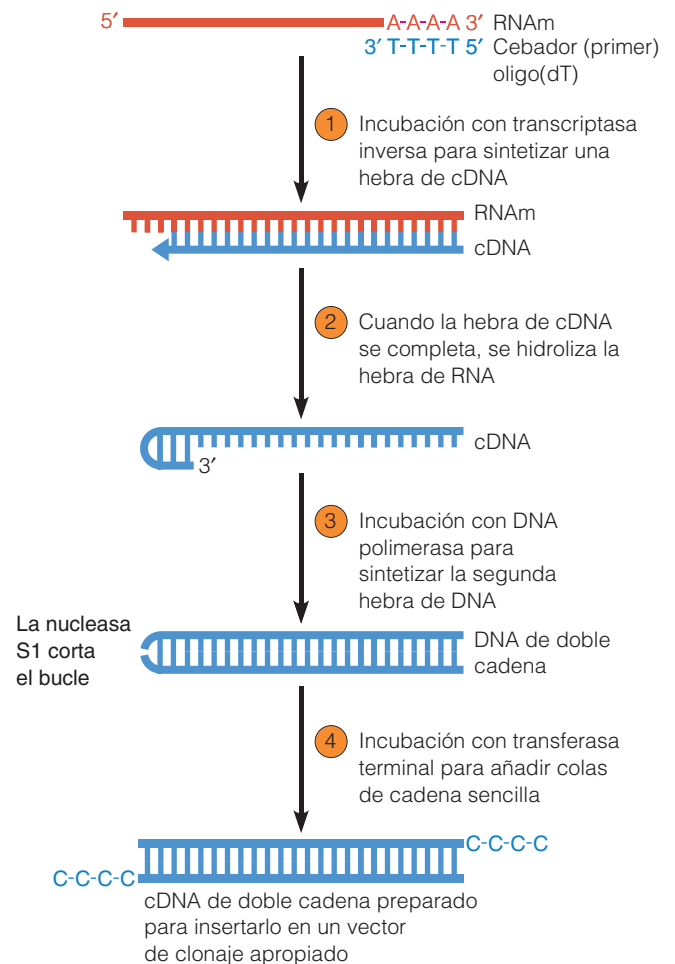 5′ A-A-A-A 3′ RNAm
3′ T-T-T-T 5′ Cebador (primer)
oligo(dT)
1 Incubación con transcriptasa
inversa para sintetizar una
hebra de cDNA
RNAm
cDNA
2 Cuando la hebra de cDNA
se completa, se hidroliza la
hebra de RNA
cDNA
3′
3 Incubación con DNA
polimerasa para
sintetizar la segunda
hebra de DNA
La nucleasa
S1 corta
el bucle
DNA de doble
cadena
4 Incubación con transferasa
terminal para añadir colas
de cadena sencilla
C-C-C-C
C-C-C-C
cDNA de doble cadena preparado
para insertarlo en un vector
de clonaje apropiado